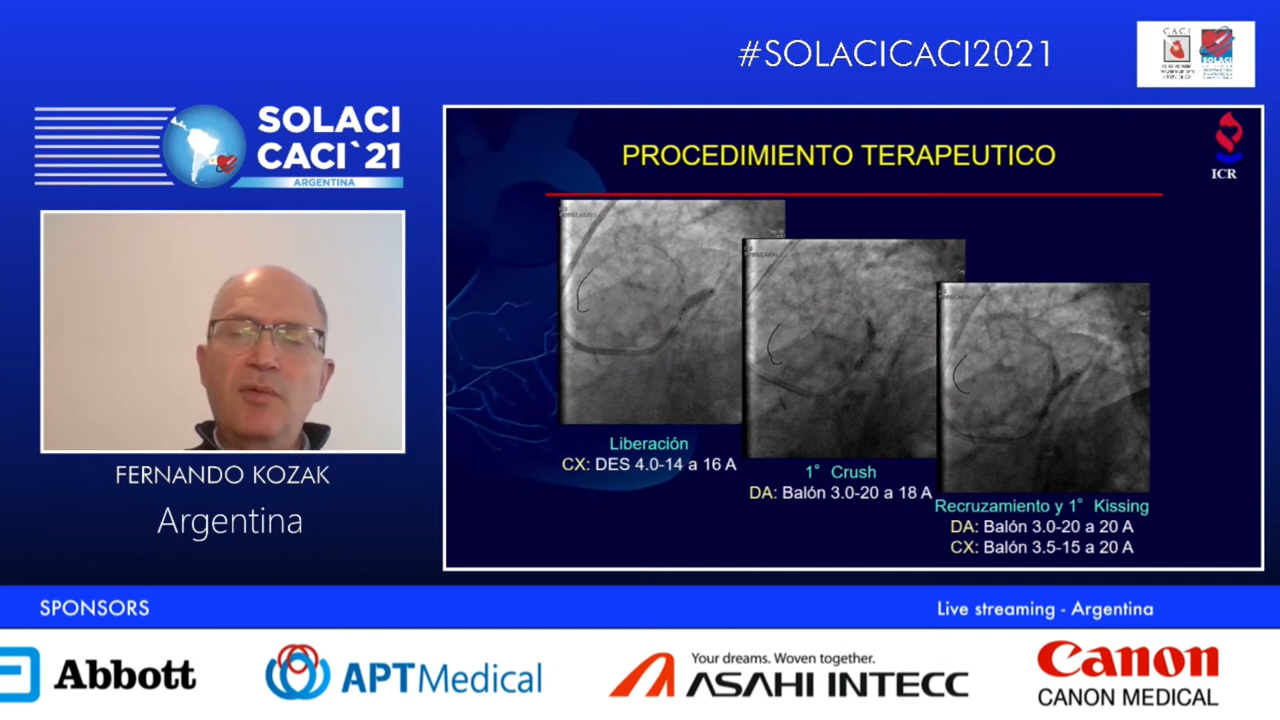 #SOLACICACI2021
CACI
SOLACI
SOLACI
CACI`21
ARGENTINA
PROCEDIMIENTO TERAPEUTICO
ICR
Liberación
CX: DES 4.0-14 a 16 A
1° Crush
DA: Balón 3.0-20 a 18 A
Recruzamiento y 1° Kissing
DA: Balón 3.0-20 a 20 A
CX: Balón 3.5-15 a 20 A
FERNANDO KOZAK
Argentina
SPONSORS
Live streaming - Argentina
Abbott
APTMedical
Your dreams. Woven together.
ASAHI INTECC
Canon
CANON MEDICAL